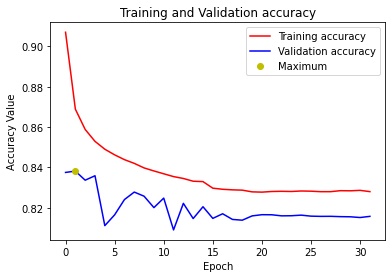 Training and Validation accuracy
Training accuracy
Validation accuracy
Maximum
Accuracy Value
0.90
0.88
0.86
0.84
0.82
0
5
10
15
20
25
30
Epoch